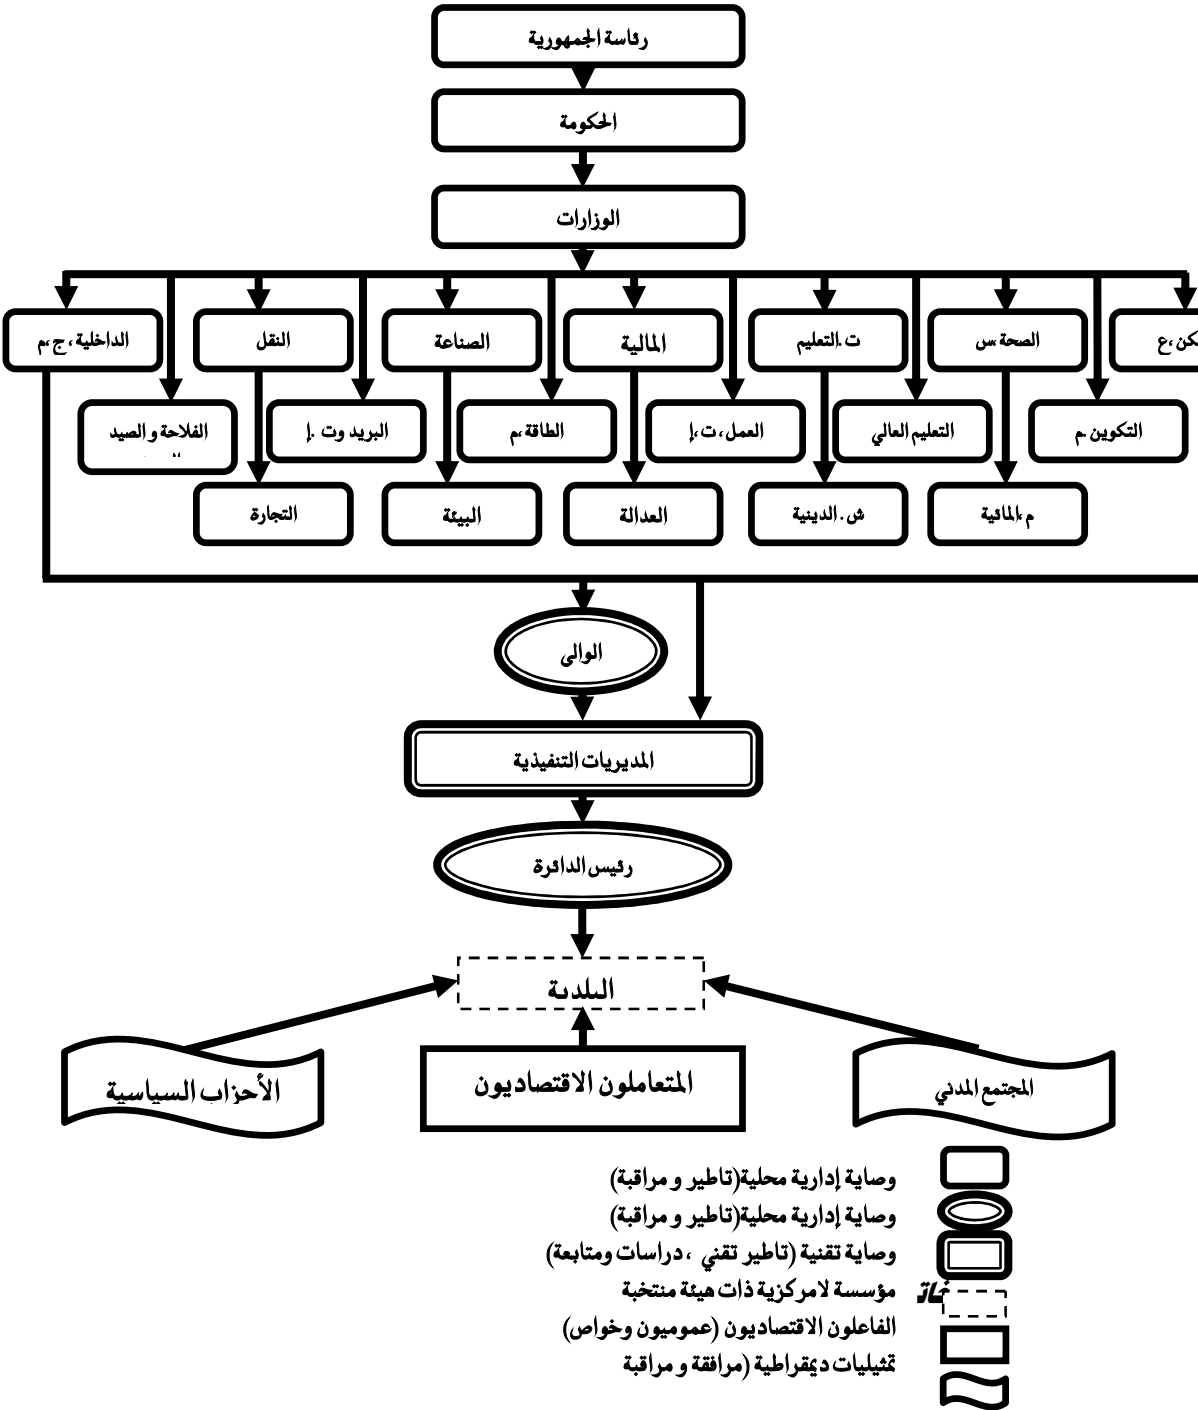 رئاسة الجمهورية
الحكومة
الوزارات
الداخلية ،ج،م
النقل
الصناعة
المالية
ت.التعليم
الصحة،س
كن ،ع
الفلاحة و الصيد
البريد وت .إ
الطاقة،م
العمل،ت،إ
التعليم العالي
التكوين.م
التجارة
البيئة
العدالة
ش. الدينية
م،المائية
الوالي
المديريات التنفيذية
رئيس الدائرة
البلدية
الأحزاب السياسية
المتعاملون الاقتصاديون
المجتمع المدني
وصاية إدارية محلية(تاطير و مراقبة)
وصاية إدارية محلية(تاطير و مراقبة)
وصاية تقنية (تاطير تقني ، دراسات ومتابعة)
مؤسسة لامركزية ذات هيئة منتخبة
الفاعلون الاقتصاديون (عموميون وخواص)
تمثيليات ديمقراطية (مرافقة و مراقبة